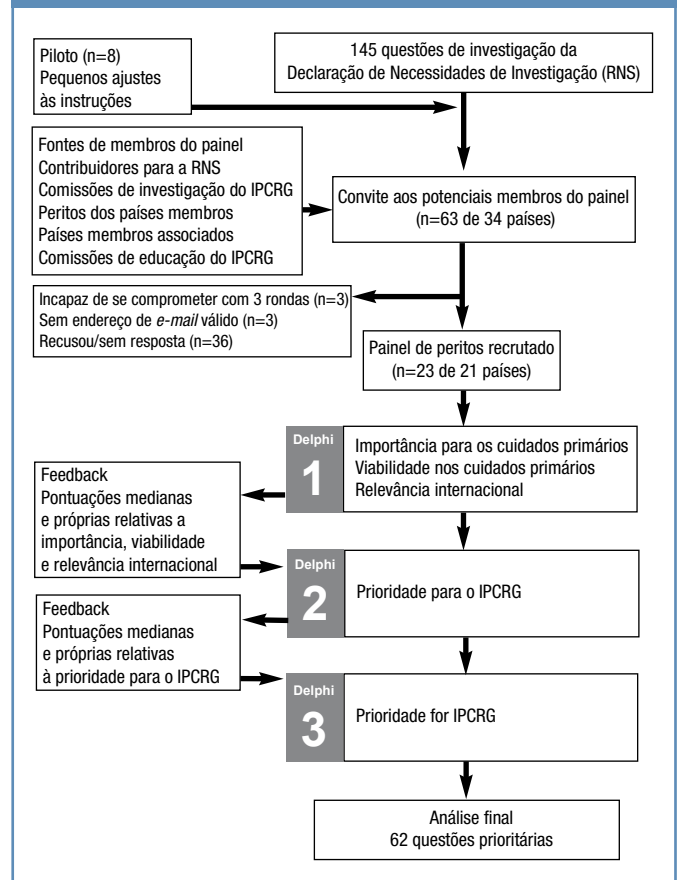 Piloto (n=8)
Pequenos ajustes
às instruções
145 questões de investigação da
Declaração de Necessidades de Investigação (RNS)
Fontes de membros do painel
Contribuidores para a RNS
Comissões de investigação do IPCRG
Peritos dos países membros
Países membros associados
Comissões de educação do IPCRG
Convite aos potenciais membros do painel
(n=63 de 34 países)
Incapaz de se comprometer com 3 rondas (n=3)
Sem endereço de e-mail válido (n=3)
Recusou/sem resposta (n=36)
Painel de peritos recrutado
(n=23 de 21 países)
Delphi
1
Importância para os cuidados primários
Viabilidade nos cuidados primários
Relevância internacional
Feedback
Pontuações medianas
e próprias relativas a
importância, viabilidade
e relevância internacional
Delphi
2
Prioridade para o IPCRG
Feedback
Pontuações medianas
e próprias relativas
à prioridade para o IPCRG
Delphi
3
Prioridade for IPCRG
Análise final
62 questões prioritárias